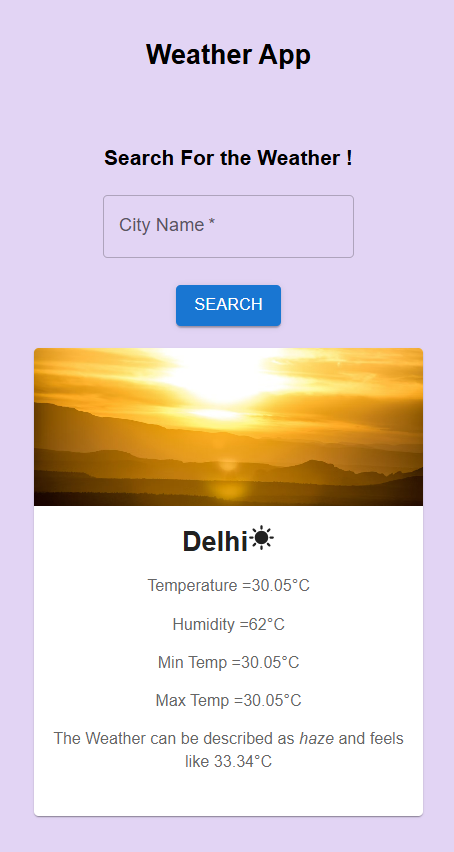 Weather App
Search For the Weather !
City Name *
SEARCH
Delhi
Temperature =30.05°C
Humidity =62°C
Min Temp =30.05°C
Max Temp =30.05°C
The Weather can be described as haze and feels
like 33.34°C